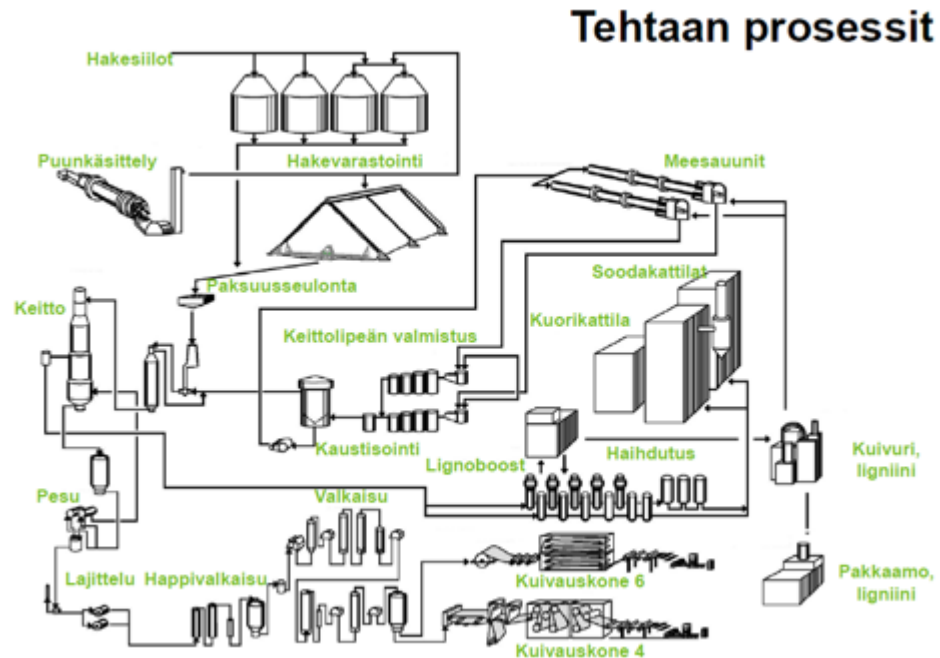 Tehtaan prosessit
Hakesiilot
Puunkäsittely
Hakevarastointi
Meesauunit
Paksuusseulonta
Soodakattilat
Keitto
Kuorikattila
Keittolipeän valmistus
Kaustisointi
Lignoboost
Haihdutus
Kuivuri,
ligniini
Pesu
Valkaisu
Lajittelu
Happivalkaisu
Kuivauskone 6
Pakkaamo,
ligniini
Kuivauskone 4